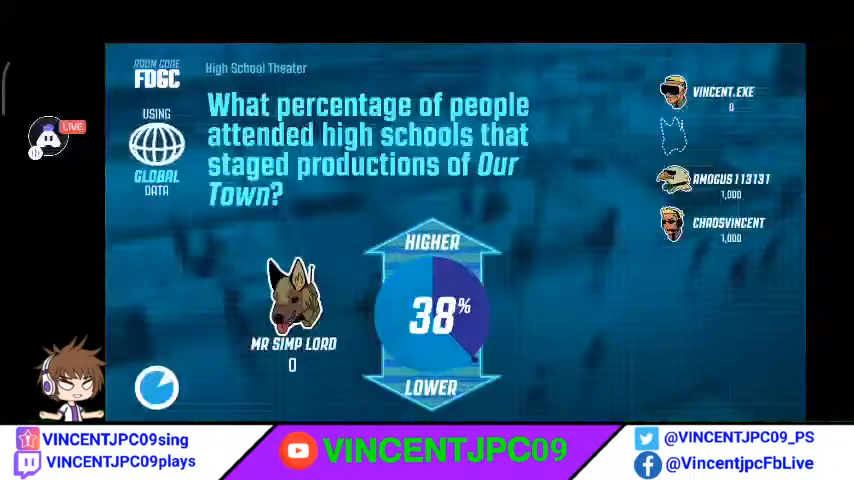 ROOM CODE
FDGC
High School Theater
USING
GLOBAL
DATA
What percentage of people
attended high schools that
staged productions of Our
Town?
LIVE
VINCENT.EXE
0
AMOGUS113131
1,000
CHAOSVINCENT
1,000
HIGHER
38%
LOWER
MR SIMP LORD
0
VINCENTJPC09sing
VINCENTJPC09plays
VINCENTJPC09
@VINCENTJPC09_PS
@VincentjpcFbLive